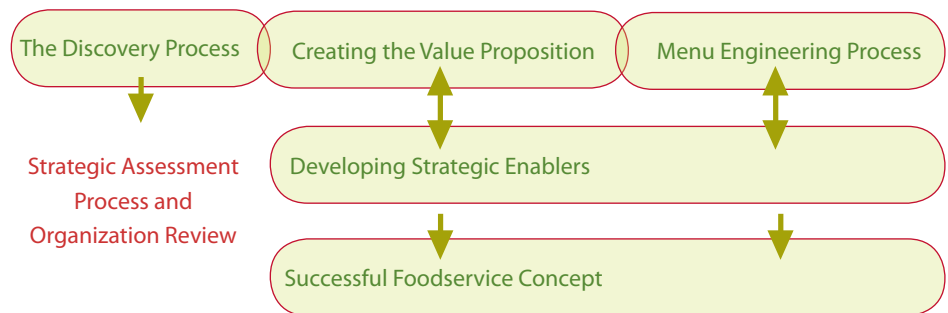 The Discovery Process
Creating the Value Proposition
Menu Engineering Process
Strategic Assessment
Process and
Organization Review
Developing Strategic Enablers
Successful Foodservice Concept